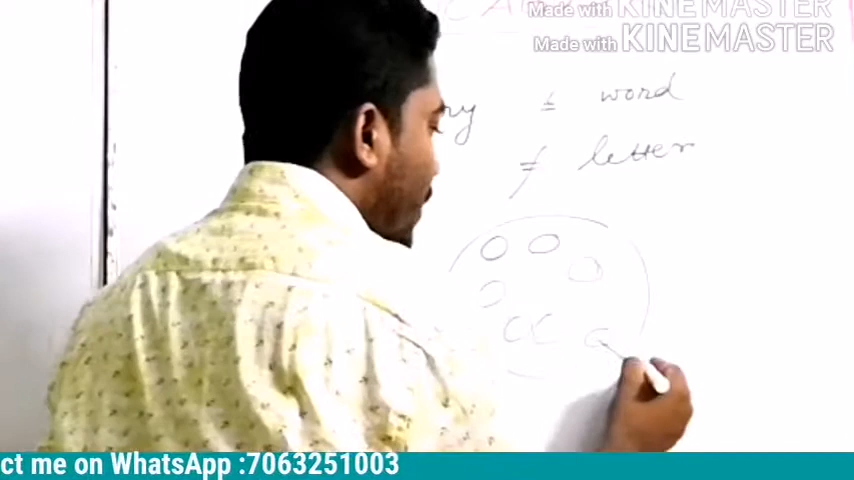 Made with KINEMASTER
Made with KINEMASTER
ry = word
≠ letter
ct me on WhatsApp :7063251003